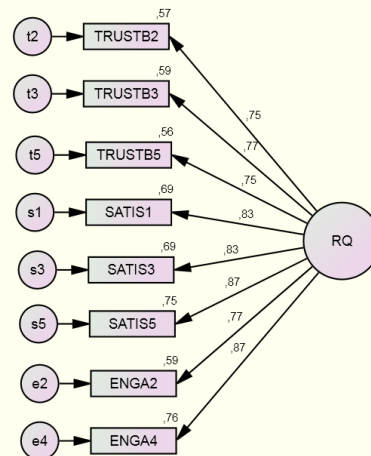 ,57
t2 TRUSTB2
,75
,59
t3 TRUSTB3
,77
,56
t5 TRUSTB5
,75
,69
s1 SATIS1
,83
RQ
,69
s3 SATIS3
,83
,75
s5 SATIS5
,87
,59
e2 ENGA2
,77
,76
e4 ENGA4
,87